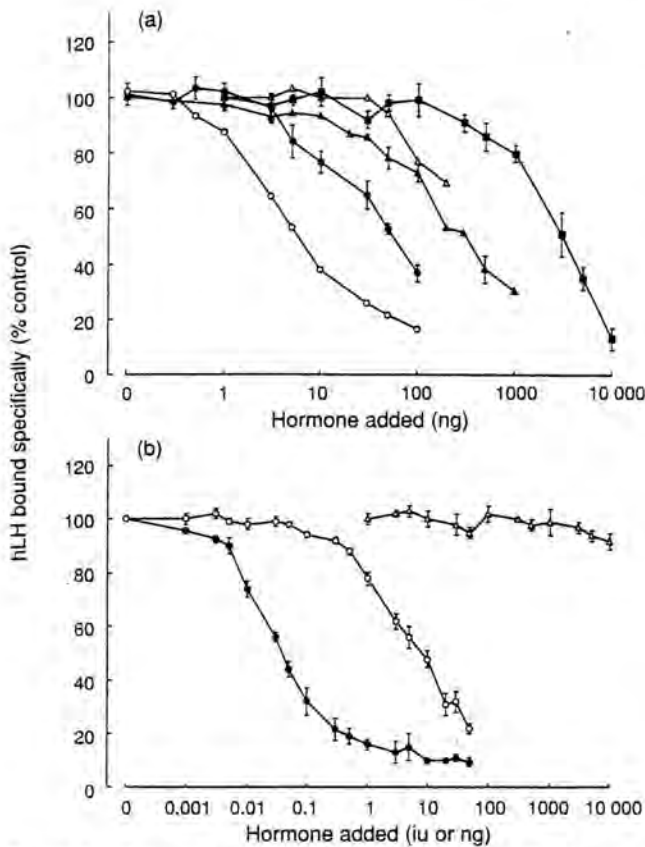 (a)
120
100
80
60
40
20
0
0 1 10 100 1000 10 000
Hormone added (ng)
hLH bound specifically (% control)
(b)
120
100
80
60
40
20
0
0 0.001 0.01 0.1 1 10 100 1000 10 000
Hormone added (iu or ng)